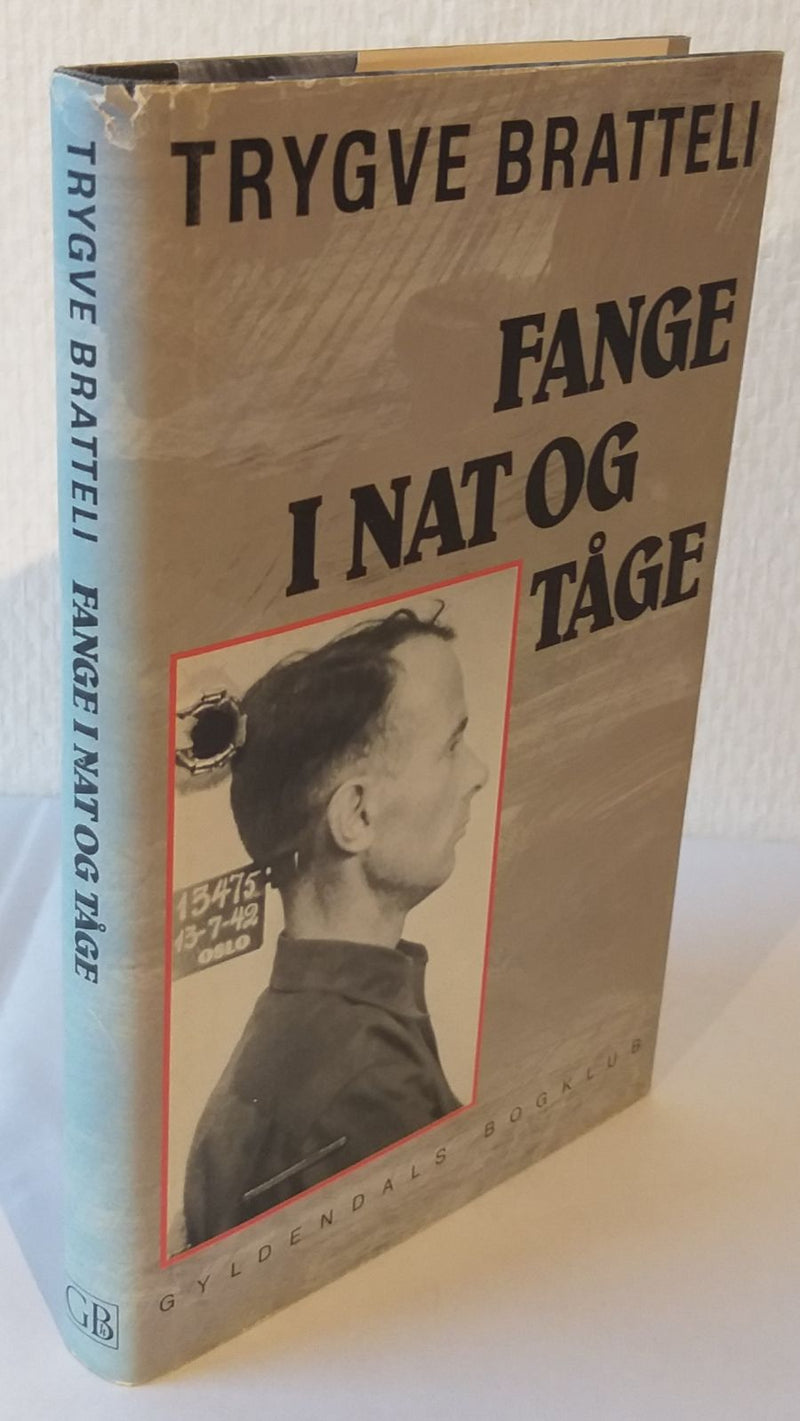 TRYGVE BRATTELI FANGE I NAT OG TÅGE
GB
TRYGVE BRATTELI
FANGE
I NAT OG
TÅGE
13475
13-7-42
OSLO
GYLDENDALS BOGKLUB